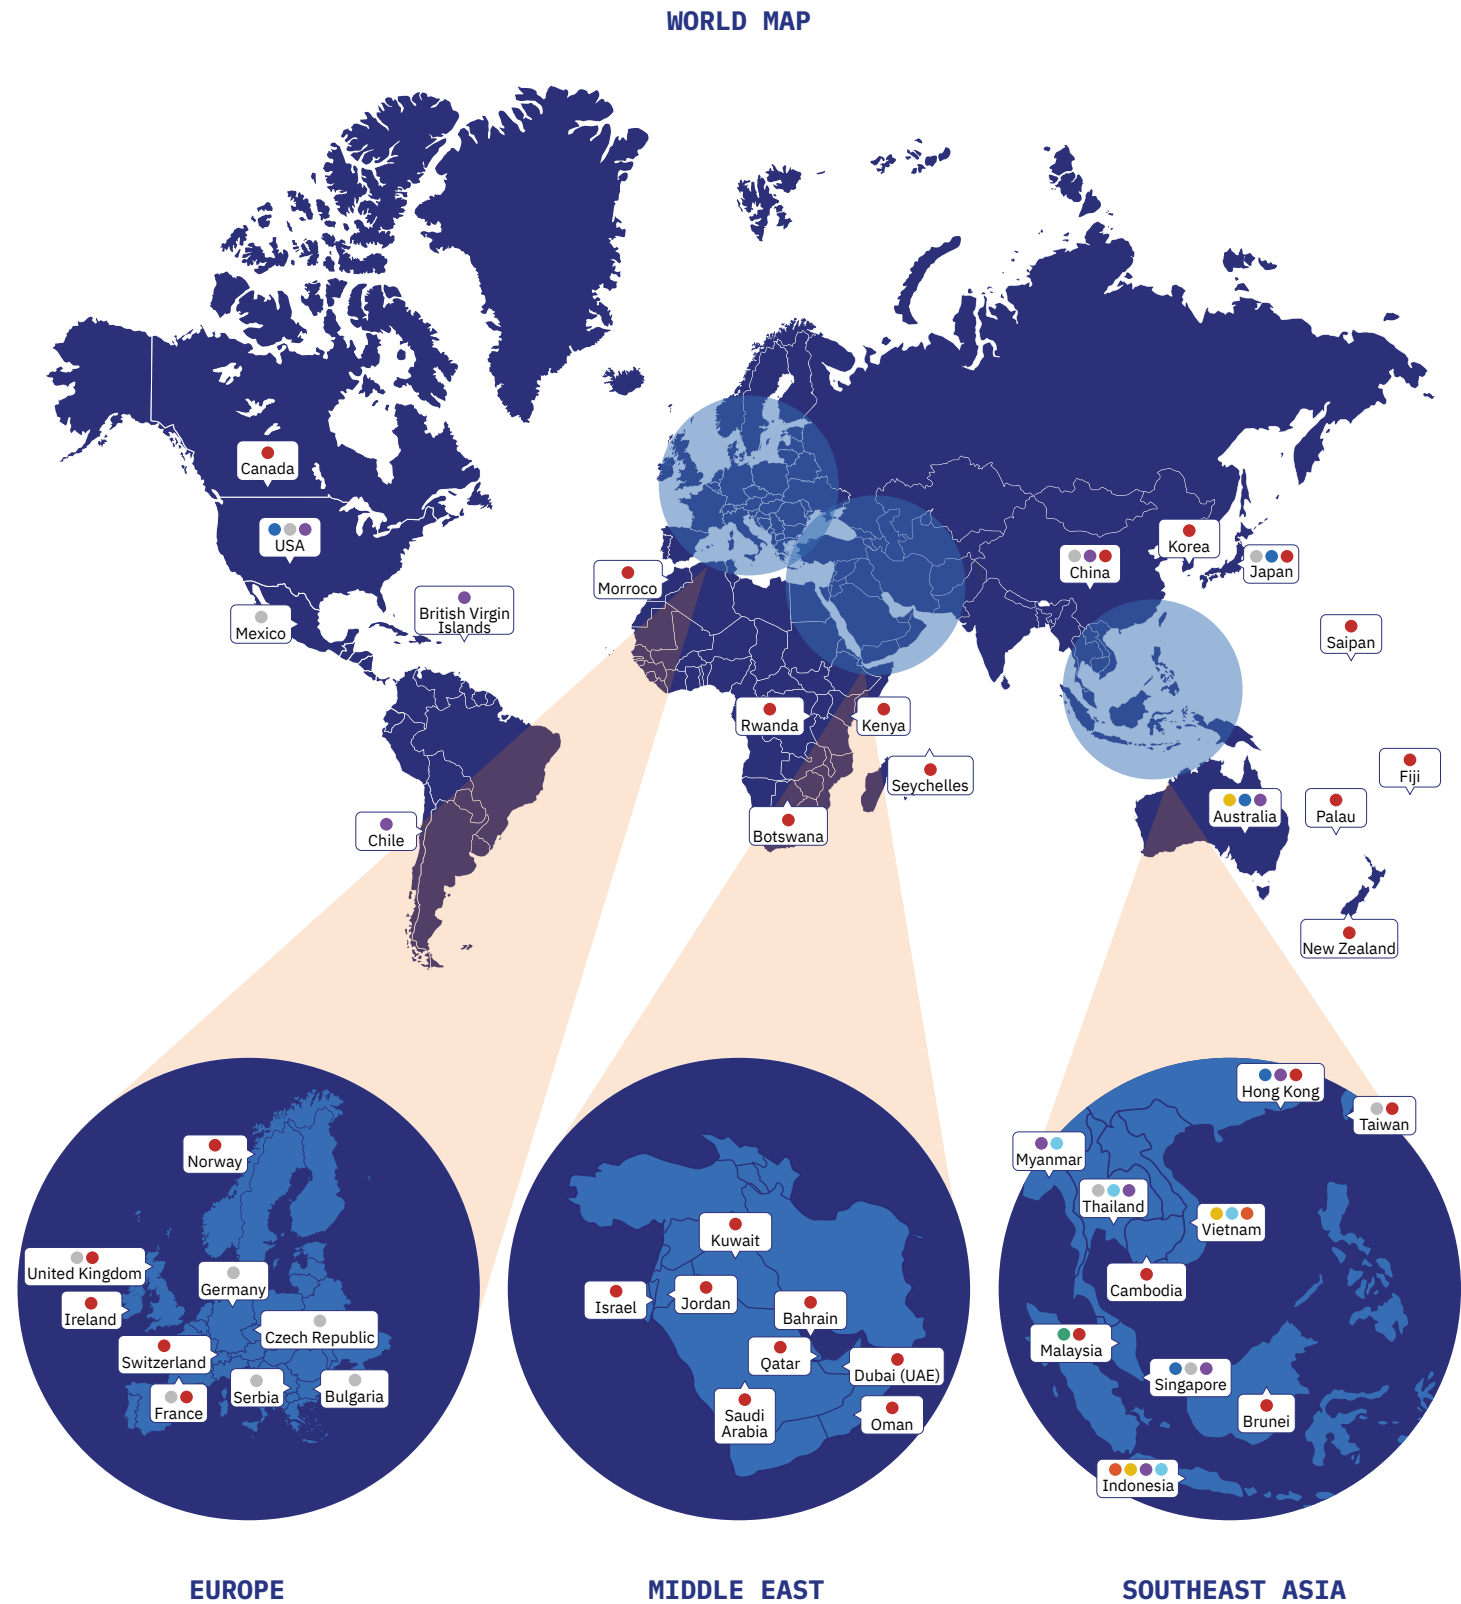 WORLD MAP
Canada
USA
Mexico
British Virgin
Islands
Chile
Morroco
Rwanda
Kenya
Seychelles
Botswana
China
Korea
Japan
Saipan
Fiji
Australia
Palau
New Zealand
Norway
United Kingdom
Germany
Ireland
Czech Republic
Switzerland
Serbia
Bulgaria
France
Kuwait
Israel
Jordan
Bahrain
Qatar
Dubai (UAE)
Saudi
Arabia
Oman
Hong Kong
Taiwan
Myanmar
Thailand
Vietnam
Cambodia
Malaysia
Singapore
Brunei
Indonesia
EUROPE
MIDDLE EAST
SOUTHEAST ASIA